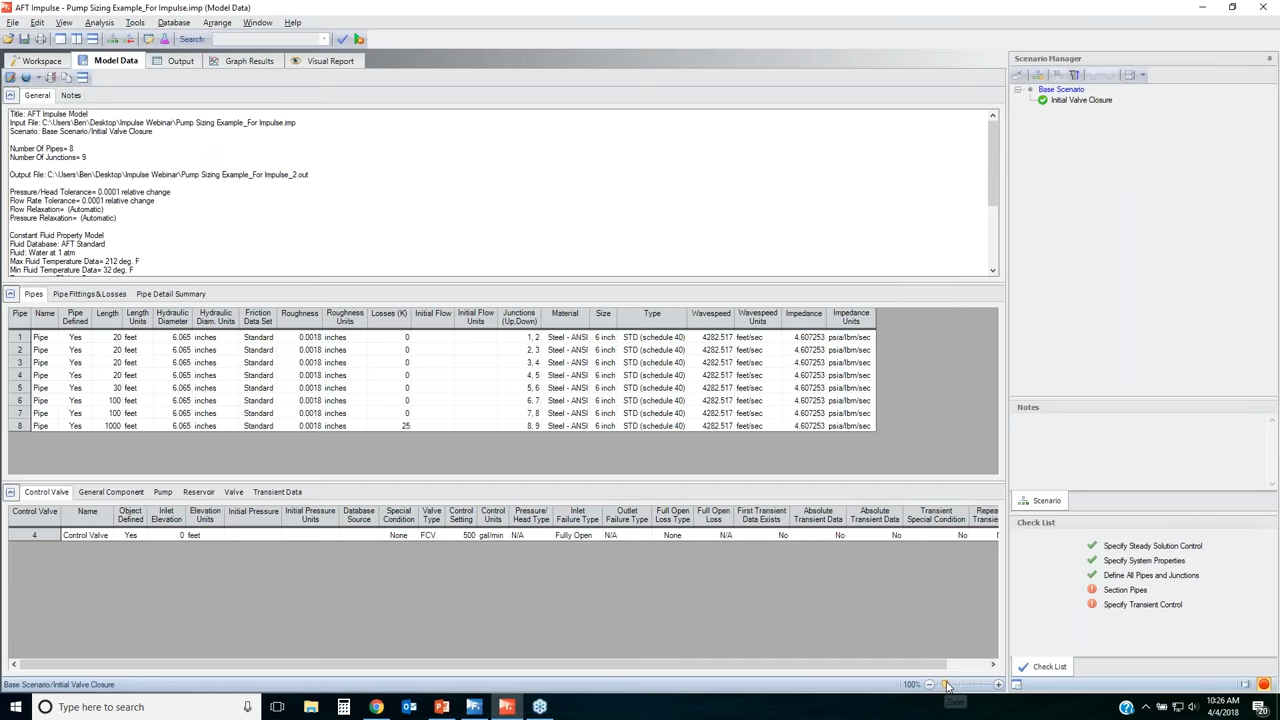 AFT Impulse - Pump Sizing Example_For Impulse.imp (Model Data)
File Edit View Analysis Tools Database Arrange Window Help
Search:
Workspace Model Data Output Graph Results Visual Report
General Notes
Title: AFT Impulse Model
Input File: C:\Users\Ben\Desktop\Impulse Webinar\Pump Sizing Example_For Impulse.imp
Scenario: Base Scenario/Initial Valve Closure
Number Of Pipes= 8
Number Of Junctions= 9
Output File: C:\Users\Ben\Desktop\Impulse Webinar\Pump Sizing Example_For Impulse_2.out
Pressure/Head Tolerance= 0.0001 relative change
Flow Rate Tolerance= 0.0001 relative change
Flow Relaxation= (Automatic)
Pressure Relaxation= (Automatic)
Constant Fluid Property Model
Fluid Database: AFT Standard
Fluid: Water at 1 atm
Max Fluid Temperature Data= 212 deg. F
Min Fluid Temperature Data= 32 deg. F
Pipes Pipe Fittings & Losses Pipe Detail Summary
Pipe Name Pipe Defined Length Length Units Hydraulic Diameter Hydraulic Diam. Units Friction Data Set Roughness Roughness Units Losses (K) Initial Flow Initial Flow Units Junctions (Up,Down) Material Size Type Wavespeed Wavespeed Units Impedance Impedance Units
1 Pipe Yes 20 feet 6.065 inches Standard 0.0018 inches 0 1, 2 Steel - ANSI 6 inch STD (schedule 40) 4282.517 feet/sec 4.607253 psia/lbm/sec
2 Pipe Yes 20 feet 6.065 inches Standard 0.0018 inches 0 2, 3 Steel - ANSI 6 inch STD (schedule 40) 4282.517 feet/sec 4.607253 psia/lbm/sec
3 Pipe Yes 20 feet 6.065 inches Standard 0.0018 inches 0 3, 4 Steel - ANSI 6 inch STD (schedule 40) 4282.517 feet/sec 4.607253 psia/lbm/sec
4 Pipe Yes 20 feet 6.065 inches Standard 0.0018 inches 0 4, 5 Steel - ANSI 6 inch STD (schedule 40) 4282.517 feet/sec 4.607253 psia/lbm/sec
5 Pipe Yes 30 feet 6.065 inches Standard 0.0018 inches 0 5, 6 Steel - ANSI 6 inch STD (schedule 40) 4282.517 feet/sec 4.607253 psia/lbm/sec
6 Pipe Yes 100 feet 6.065 inches Standard 0.0018 inches 0 6, 7 Steel - ANSI 6 inch STD (schedule 40) 4282.517 feet/sec 4.607253 psia/lbm/sec
7 Pipe Yes 100 feet 6.065 inches Standard 0.0018 inches 0 7, 8 Steel - ANSI 6 inch STD (schedule 40) 4282.517 feet/sec 4.607253 psia/lbm/sec
8 Pipe Yes 1000 feet 6.065 inches Standard 0.0018 inches 25 8, 9 Steel - ANSI 6 inch STD (schedule 40) 4282.517 feet/sec 4.607253 psia/lbm/sec
Control Valve General Component Pump Reservoir Valve Transient Data
Control Valve Name Object Defined Inlet Elevation Elevation Units Initial Pressure Initial Pressure Units Database Source Special Condition Valve Type Control Setting Control Units Pressure/ Head Type Inlet Failure Type Outlet Failure Type Full Open Loss Type Full Open Loss First Transient Data Exists Absolute Transient Data Absolute Transient Data Transient Special Condition
4 Control Valve Yes 0 feet None FCV 500 gal/min N/A Fully Open N/A None N/A No No No No
Base Scenario/Initial Valve Closure
100%
Zoom
Scenario Manager
Base Scenario
Initial Valve Closure
Notes
Scenario
Check List
Specify Steady Solution Control
Specify System Properties
Define All Pipes and Junctions
Section Pipes
Specify Transient Control
Check List
Type here to search
10:26 AM
4/4/2018
20